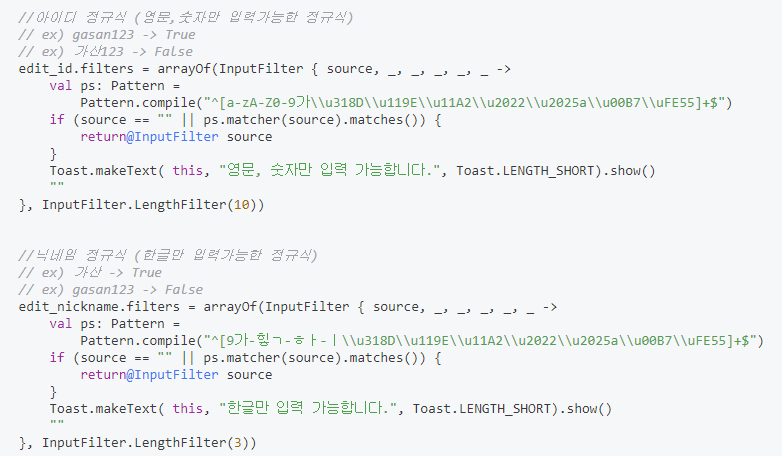 //아이디 정규식 (영문,숫자만 입력가능한 정규식)
// ex) gasan123 -> True
// ex) 가산123 -> False
edit_id.filters = arrayOf(InputFilter { source, _, _, _, _, _ ->
    val ps: Pattern =
        Pattern.compile("^[a-zA-Z0-9가\\u318D\\u119E\\u11A2\\u2022\\u2025a\\u00B7\\uFE55]+$")
    if (source == "" || ps.matcher(source).matches()) {
        return@InputFilter source
    }
    Toast.makeText( this, "영문, 숫자만 입력 가능합니다.", Toast.LENGTH_SHORT).show()
    ""
}, InputFilter.LengthFilter(10))
//닉네임 정규식 (한글만 입력가능한 정규식)
// ex) 가산 -> True
// ex) gasan123 -> False
edit_nickname.filters = arrayOf(InputFilter { source, _, _, _, _, _ ->
    val ps: Pattern =
        Pattern.compile("^[9가-힣ㄱ-ㅎㅏ-ㅣ\\u318D\\u119E\\u11A2\\u2022\\u2025a\\u00B7\\uFE55]+$")
    if (source == "" || ps.matcher(source).matches()) {
        return@InputFilter source
    }
    Toast.makeText( this, "한글만 입력 가능합니다.", Toast.LENGTH_SHORT).show()
    ""
}, InputFilter.LengthFilter(3))